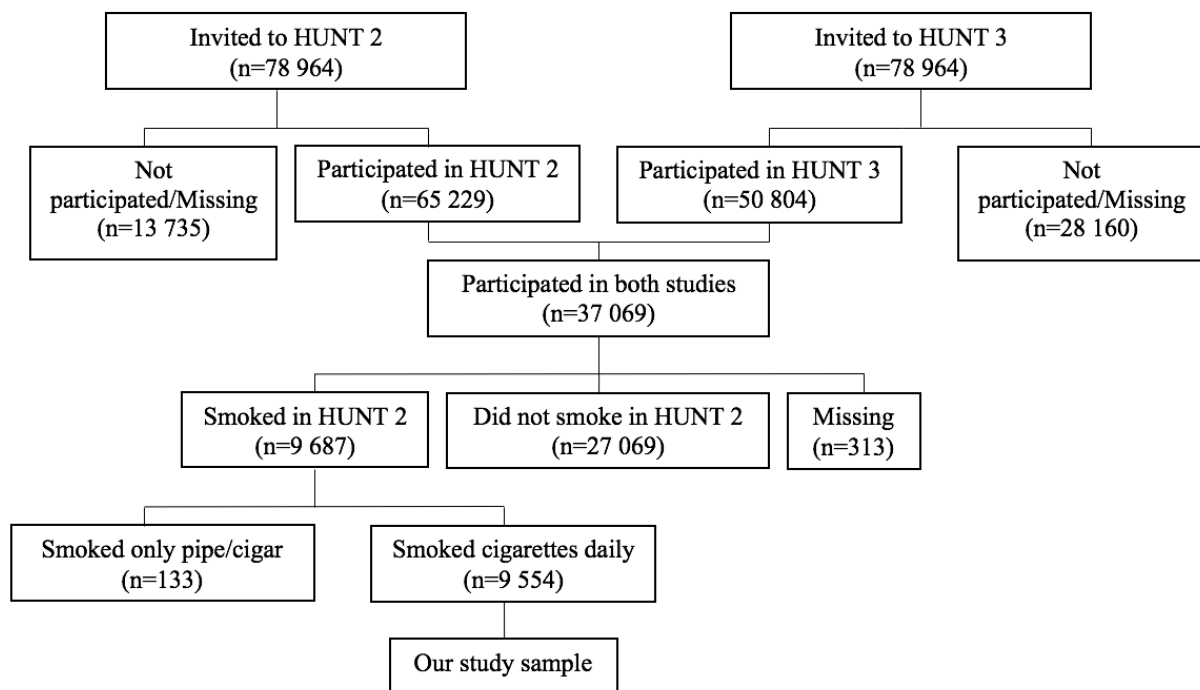 Invited to HUNT 2
(n=78 964)
Invited to HUNT 3
(n=78 964)
Not
participated/Missing
(n=13 735)
Participated in HUNT 2
(n=65 229)
Participated in HUNT 3
(n=50 804)
Not
participated/Missing
(n=28 160)
Participated in both studies
(n=37 069)
Smoked in HUNT 2
(n=9 687)
Did not smoke in HUNT 2
(n=27 069)
Missing
(n=313)
Smoked only pipe/cigar
(n=133)
Smoked cigarettes daily
(n=9 554)
Our study sample